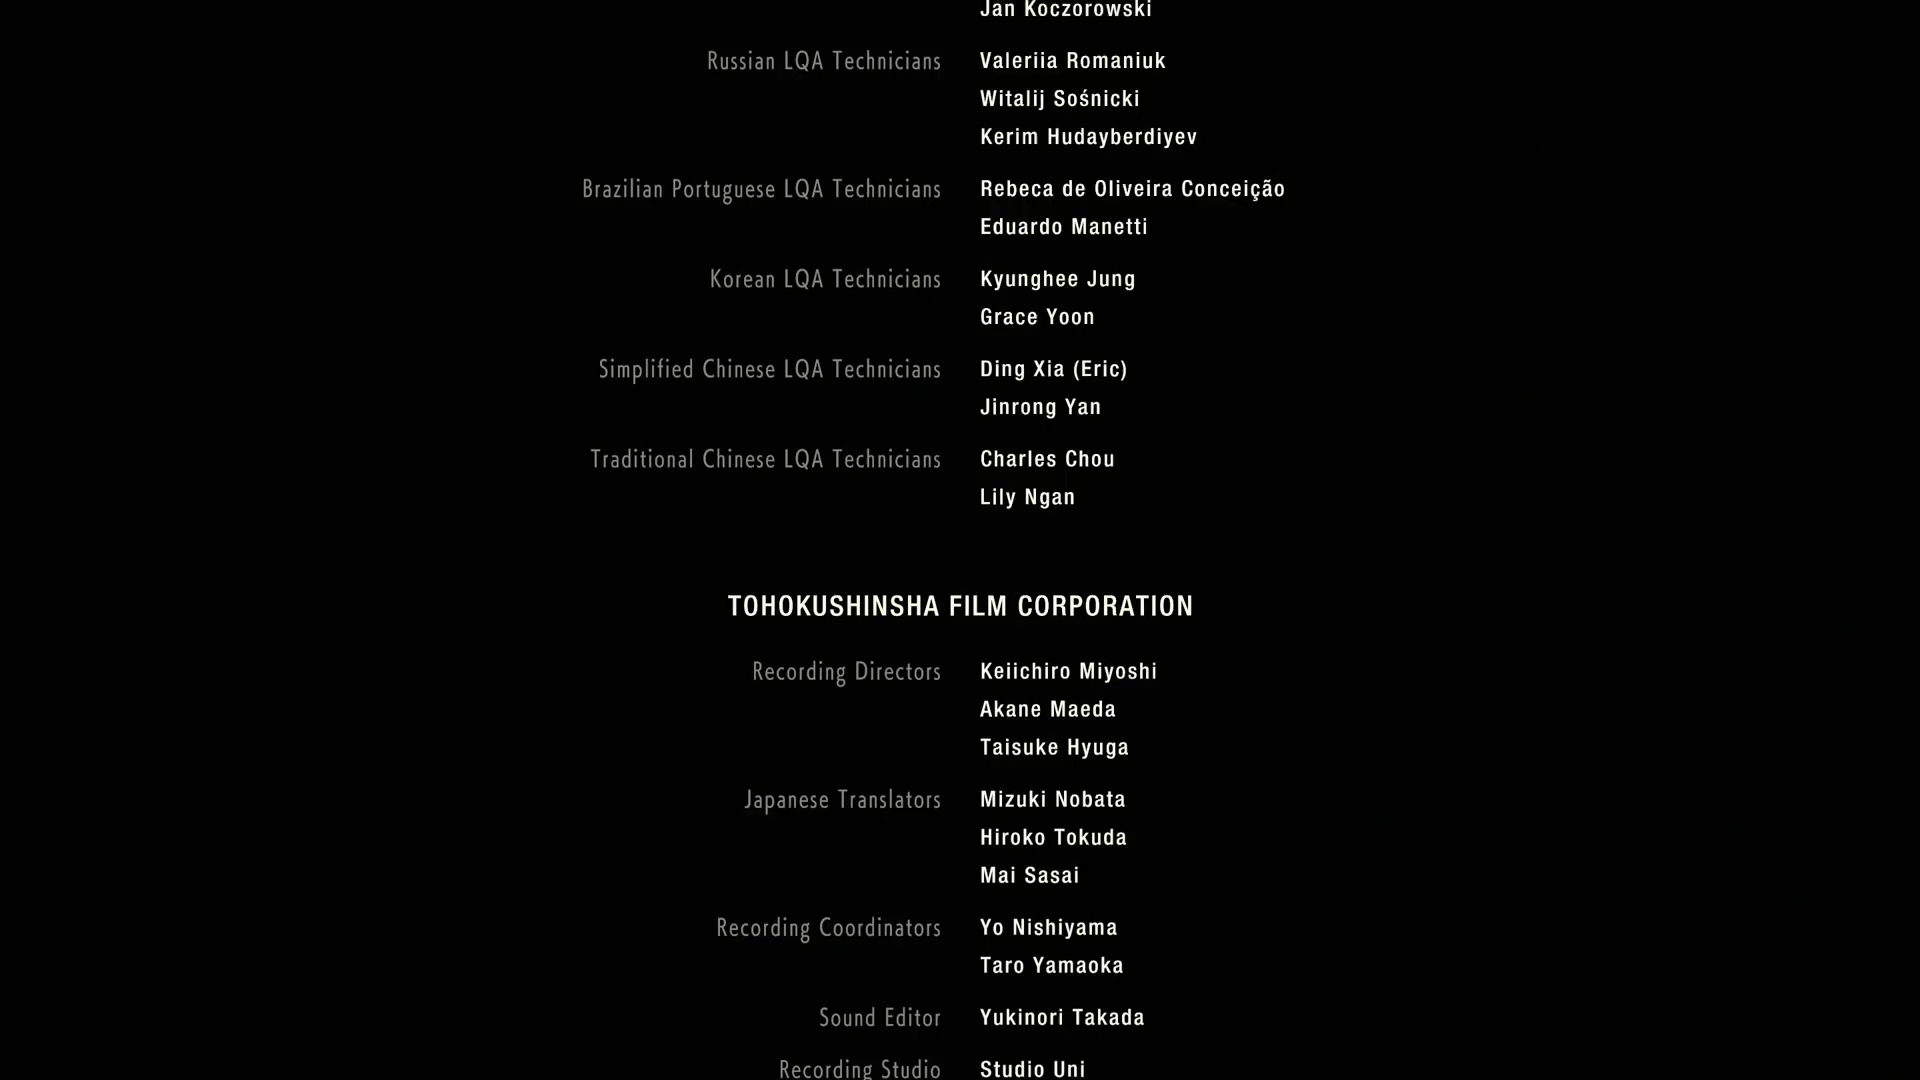 Jan Koczorowski
Russian LQA Technicians Valeriia Romaniuk
Witalij Sośnicki
Kerim Hudayberdiyev
Brazilian Portuguese LQA Technicians Rebeca de Oliveira Conceição
Eduardo Manetti
Korean LQA Technicians Kyunghee Jung
Grace Yoon
Simplified Chinese LQA Technicians Ding Xia (Eric)
Jinrong Yan
Traditional Chinese LQA Technicians Charles Chou
Lily Ngan
TOHOKUSHINSHA FILM CORPORATION
Recording Directors Keiichiro Miyoshi
Akane Maeda
Taisuke Hyuga
Japanese Translators Mizuki Nobata
Hiroko Tokuda
Mai Sasai
Recording Coordinators Yo Nishiyama
Taro Yamaoka
Sound Editor Yukinori Takada
Recording Studio Studio Uni